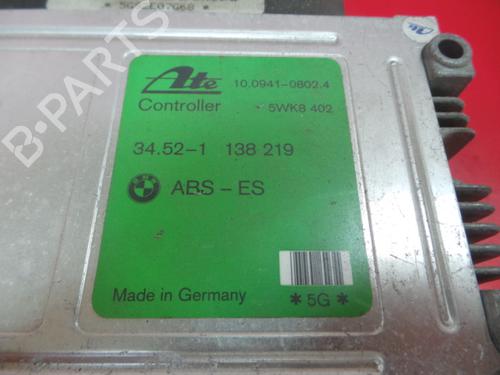 Ate 10.0941-0802.4
Controller 5WK8 402
34.52-1 138 219
ABS - ES
Made in Germany
* 5G *
B-PARTS